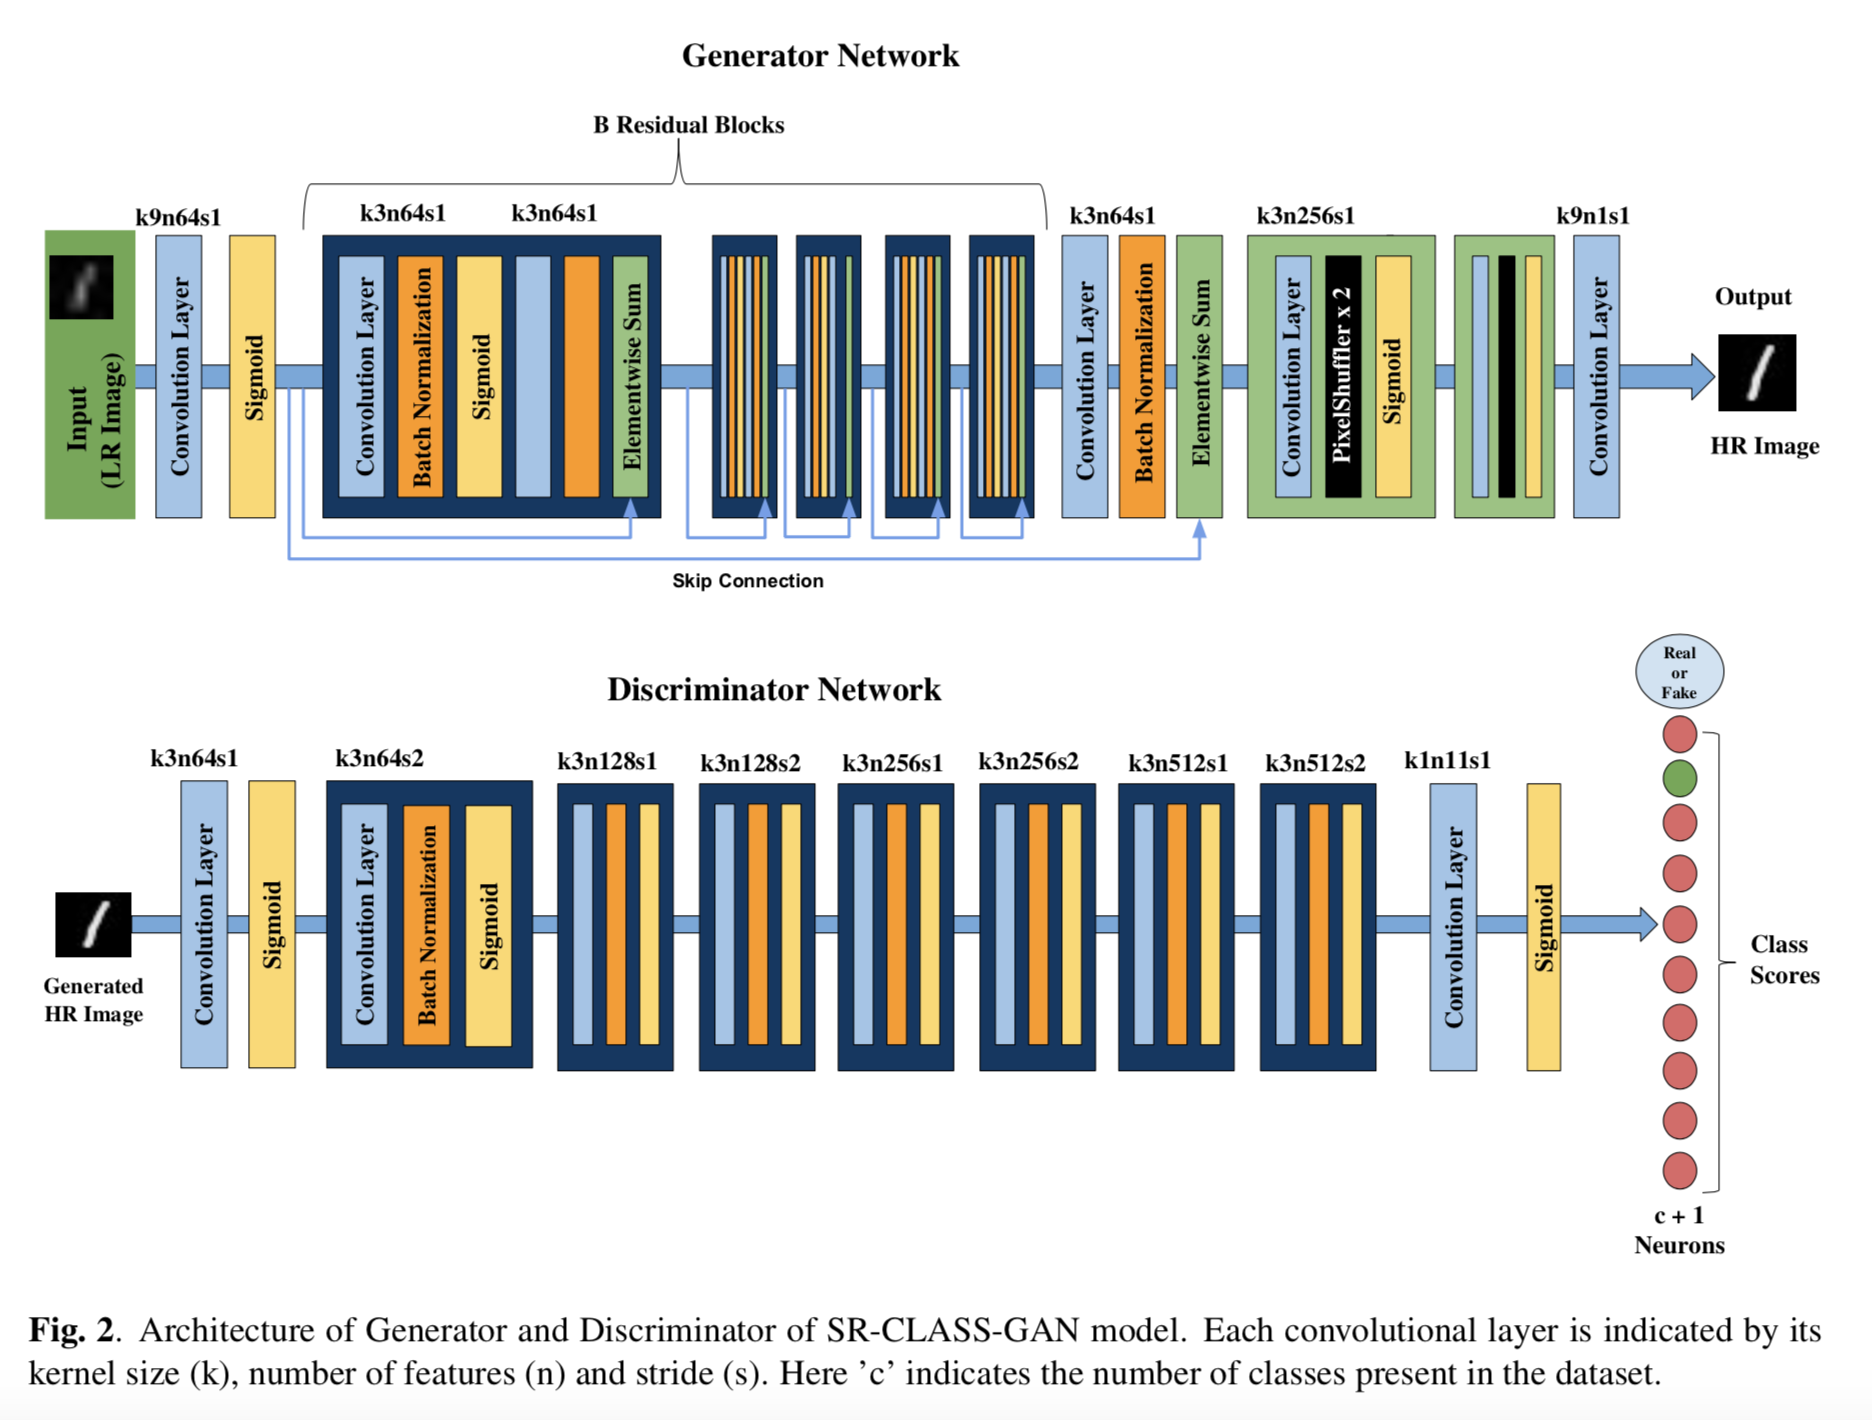 Generator Network
B Residual Blocks
k9n64s1
k3n64s1
k3n64s1
k3n64s1
k3n256s1
k9n1s1
Input
(LR Image)
Convolution Layer
Sigmoid
Convolution Layer
Batch Normalization
Sigmoid
Elementwise Sum
Convolution Layer
Batch Normalization
Elementwise Sum
Convolution Layer
PixelShuffler x 2
Sigmoid
Convolution Layer
Output
HR Image
Skip Connection
Discriminator Network
Real
or
Fake
k3n64s1
k3n64s2
k3n128s1
k3n128s2
k3n256s1
k3n256s2
k3n512s1
k3n512s2
k1n11s1
Generated
HR Image
Convolution Layer
Sigmoid
Convolution Layer
Batch Normalization
Sigmoid
Convolution Layer
Sigmoid
Class
Scores
c + 1
Neurons
Fig. 2. Architecture of Generator and Discriminator of SR-CLASS-GAN model. Each convolutional layer is indicated by its
kernel size (k), number of features (n) and stride (s). Here ’c’ indicates the number of classes present in the dataset.